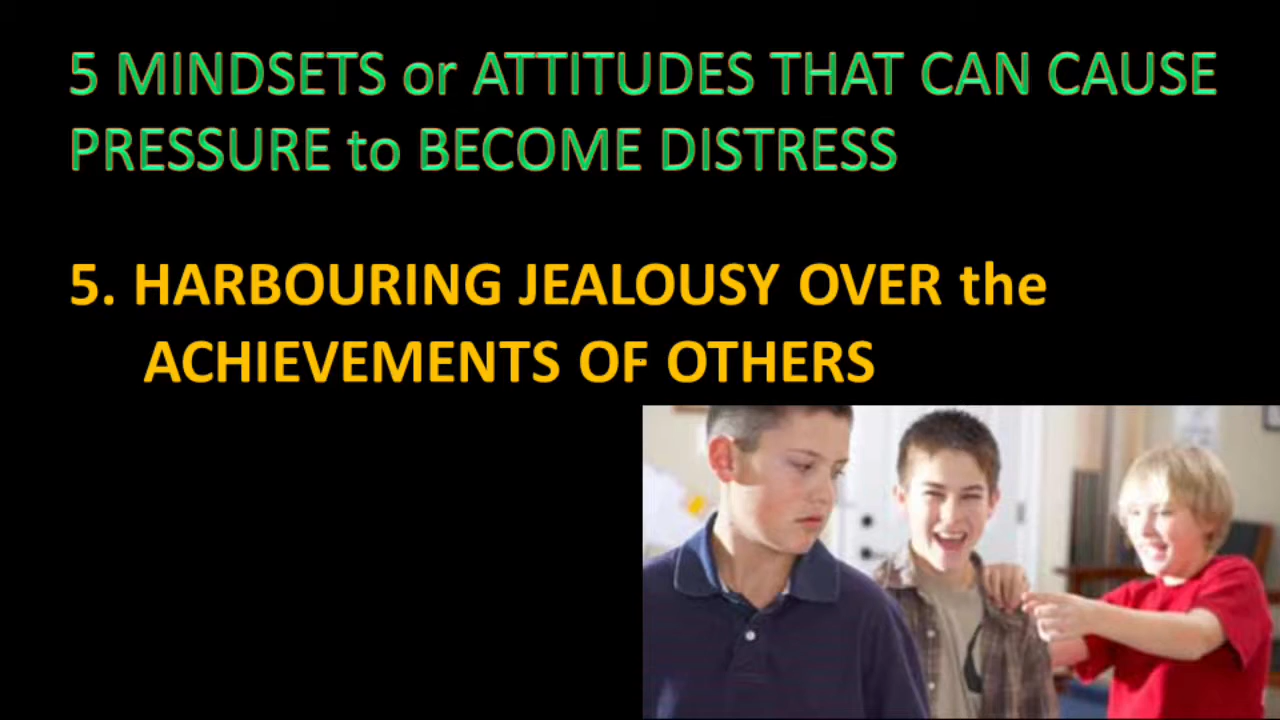 5 MINDSETS or ATTITUDES THAT CAN CAUSE
PRESSURE to BECOME DISTRESS
5. HARBOURING JEALOUSY OVER the
ACHIEVEMENTS OF OTHERS